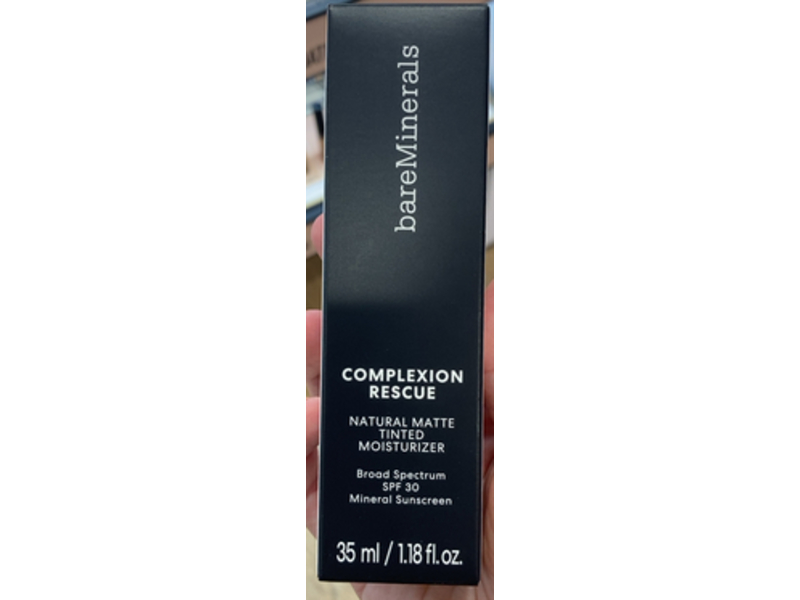 bareMinerals
COMPLEXION
RESCUE
NATURAL MATTE
TINTED
MOISTURIZER
Broad Spectrum
SPF 30
Mineral Sunscreen
35 ml / 1.18 fl. oz.